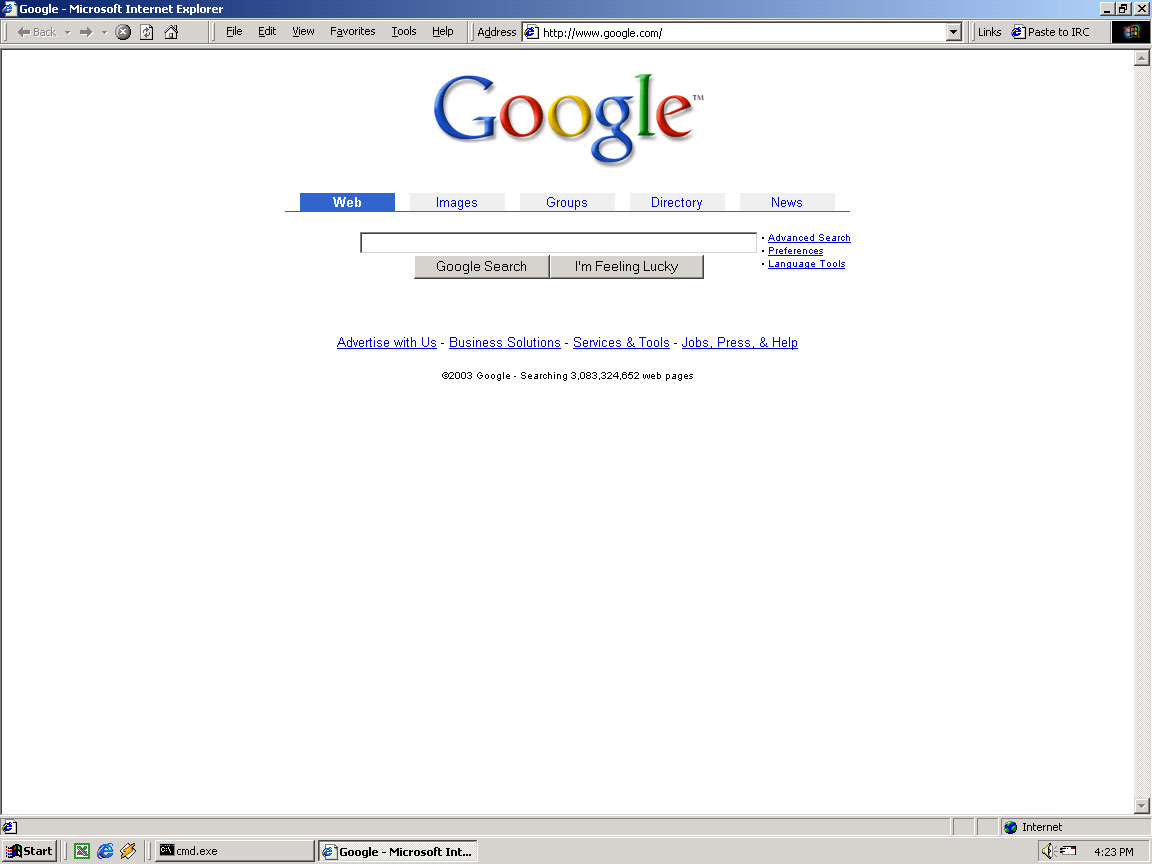 Google - Microsoft Internet Explorer
Back File Edit View Favorites Tools Help Address http://www.google.com/ Links Paste to IRC
Google™
Web Images Groups Directory News
• Advanced Search
• Preferences
• Language Tools
Google Search I'm Feeling Lucky
Advertise with Us - Business Solutions - Services & Tools - Jobs, Press, & Help
©2003 Google - Searching 3,083,324,652 web pages
Internet
Start cmd.exe Google - Microsoft Int... 4:23 PM